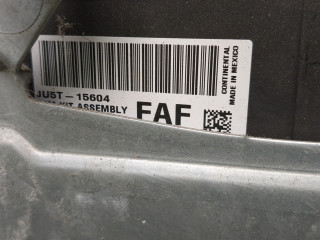 JU5T-15604
KIT ASSEMBLY FAF
CONTINENTAL
MADE IN MEXICO